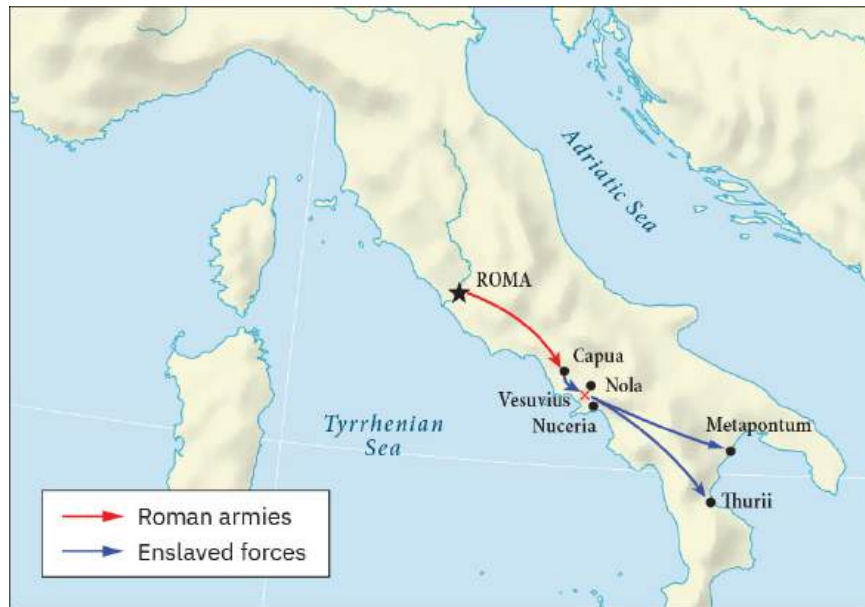 Adriatic Sea
ROMA
Capua
Nola
Vesuvius
Nuceria
Metapontum
Tyrrhenian
Sea
Thurii
Roman armies
Enslaved forces